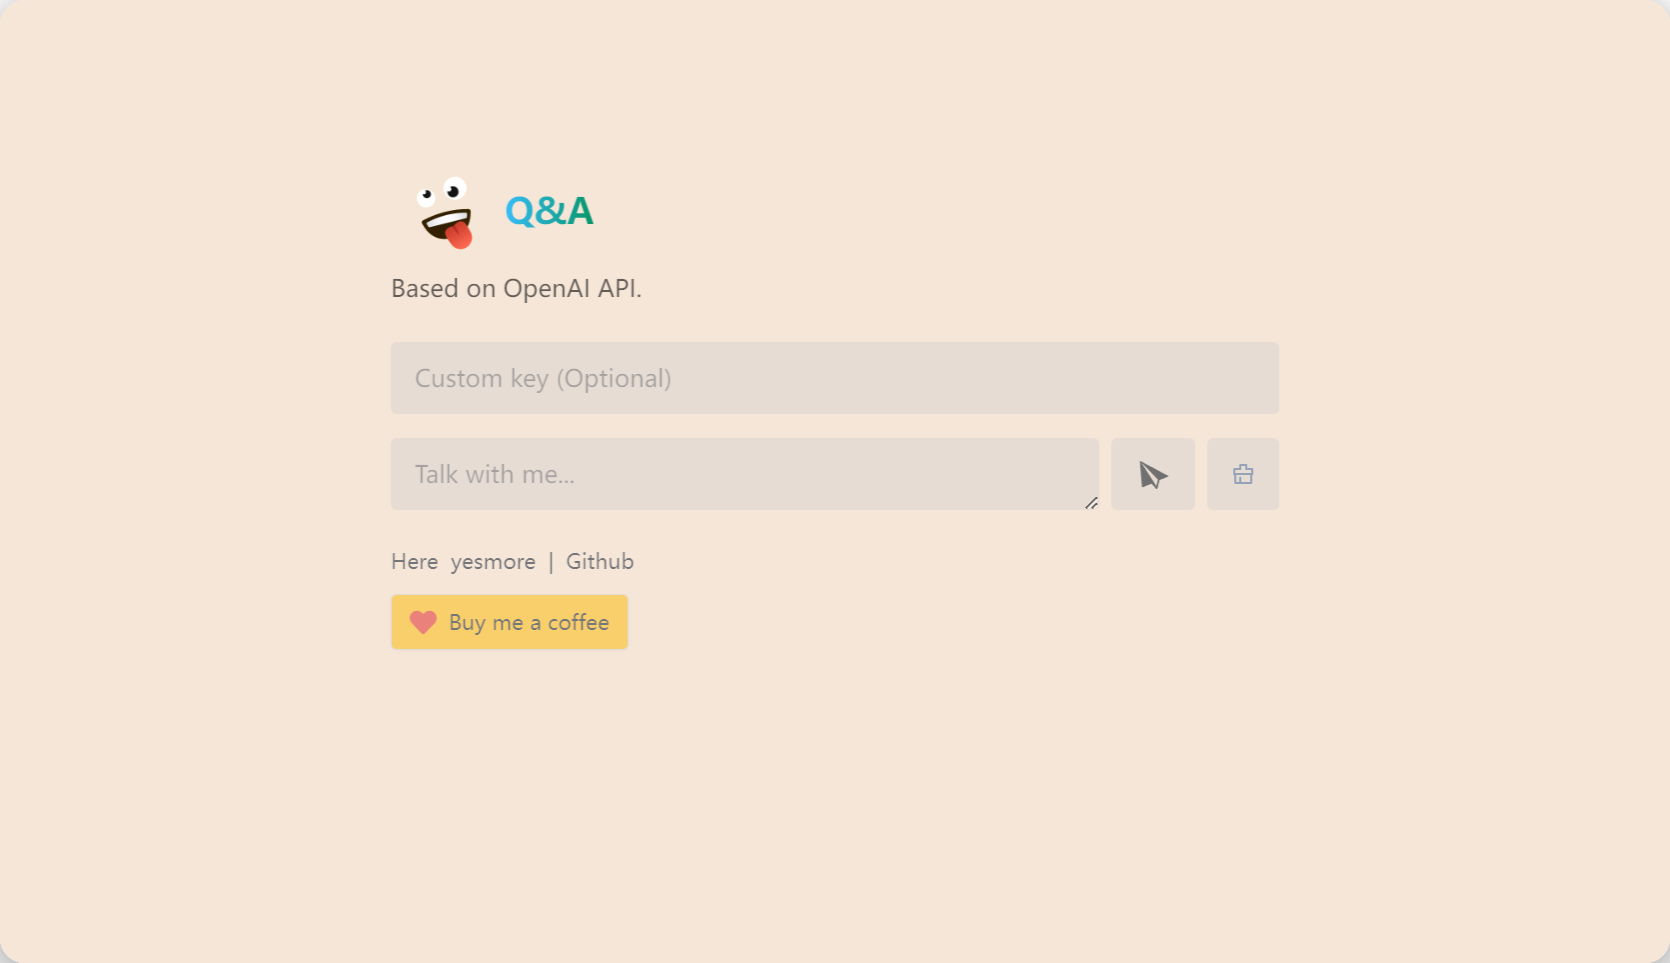 Q&A
Based on OpenAI API.
Custom key (Optional)
Talk with me...
Here yesmore | Github
Buy me a coffee